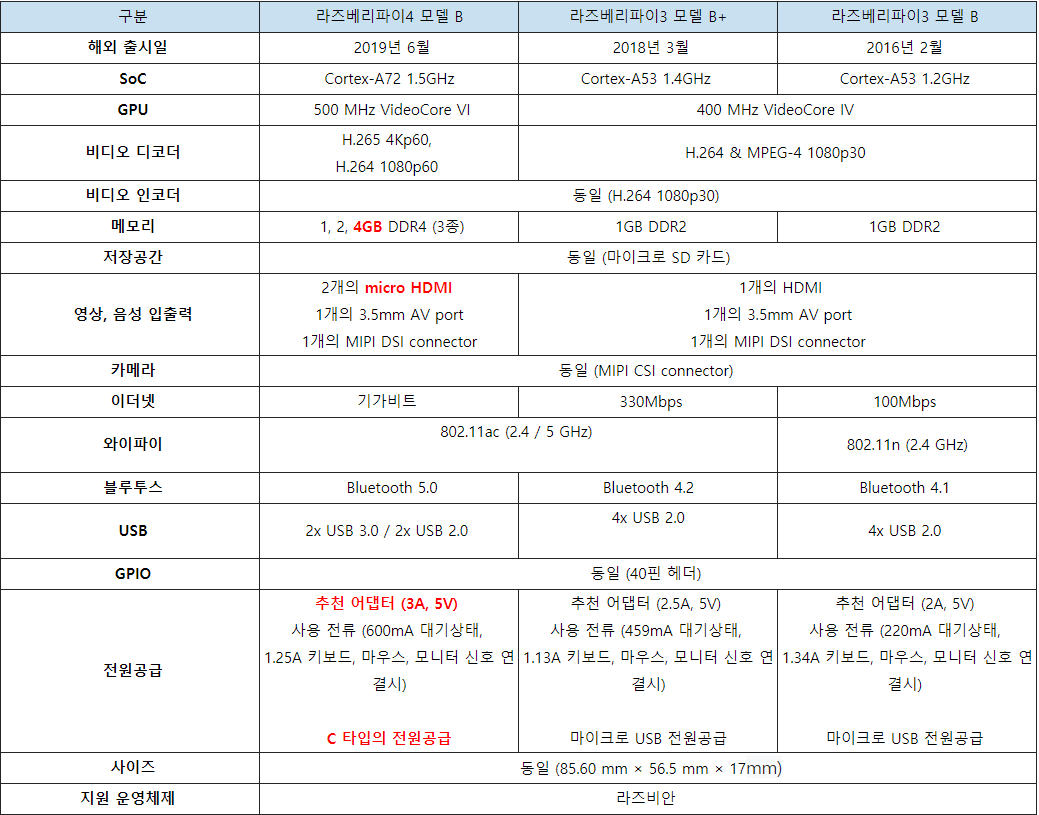 구분 라즈베리파이4 모델 B 라즈베리파이3 모델 B+ 라즈베리파이3 모델 B
해외 출시일 2019년 6월 2018년 3월 2016년 2월
SoC Cortex-A72 1.5GHz Cortex-A53 1.4GHz Cortex-A53 1.2GHz
GPU 500 MHz VideoCore VI 400 MHz VideoCore IV
비디오 디코더
H.265 4Kp60,
H.264 1080p60
H.264 & MPEG-4 1080p30
비디오 인코더 동일 (H.264 1080p30)
메모리 1, 2, 4GB DDR4 (3종) 1GB DDR2 1GB DDR2
저장공간 동일 (마이크로 SD 카드)
영상, 음성 입출력
2개의 micro HDMI
1개의 3.5mm AV port
1개의 MIPI DSI connector
1개의 HDMI
1개의 3.5mm AV port
1개의 MIPI DSI connector
카메라 동일 (MIPI CSI connector)
이더넷 기가비트 330Mbps 100Mbps
와이파이 802.11ac (2.4 / 5 GHz) 802.11n (2.4 GHz)
블루투스 Bluetooth 5.0 Bluetooth 4.2 Bluetooth 4.1
USB 2x USB 3.0 / 2x USB 2.0 4x USB 2.0 4x USB 2.0
GPIO 동일 (40핀 헤더)
전원공급
추천 어댑터 (3A, 5V)
사용 전류 (600mA 대기상태,
1.25A 키보드, 마우스, 모니터 신호 연
결시)
C 타입의 전원공급
추천 어댑터 (2.5A, 5V)
사용 전류 (459mA 대기상태,
1.13A 키보드, 마우스, 모니터 신호 연
결시)
마이크로 USB 전원공급
추천 어댑터 (2A, 5V)
사용 전류 (220mA 대기상태,
1.34A 키보드, 마우스, 모니터 신호 연
결시)
마이크로 USB 전원공급
사이즈 동일 (85.60 mm × 56.5 mm × 17mm)
지원 운영체제 라즈비안